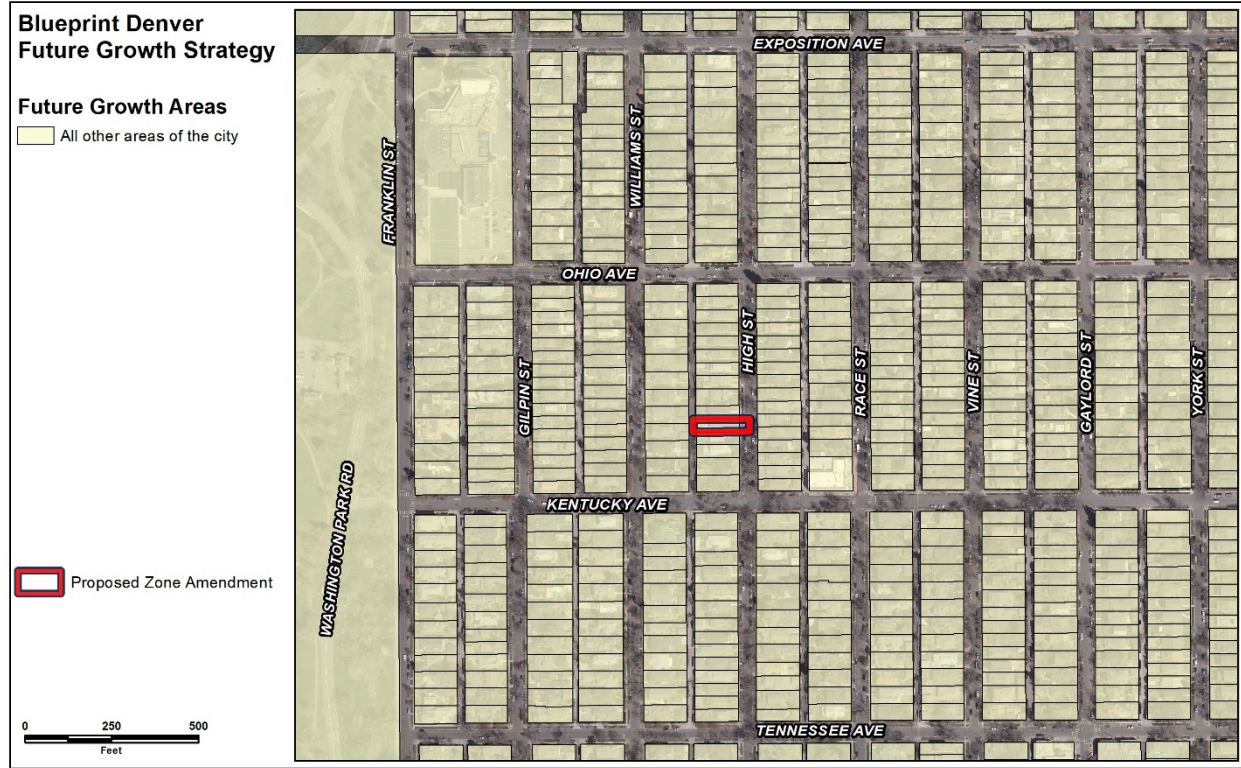 Blueprint Denver
Future Growth Strategy
Future Growth Areas
All other areas of the city
Proposed Zone Amendment
0 250 500
Feet
EXPOSITION AVE
FRANKLIN ST
WILLIAMS ST
OHIO AVE
GILPIN ST
HIGH ST
RACE ST
VINE ST
GAYLORD ST
YORK ST
KENTUCKY AVE
WASHINGTON PARK RD
TENNESSEE AVE